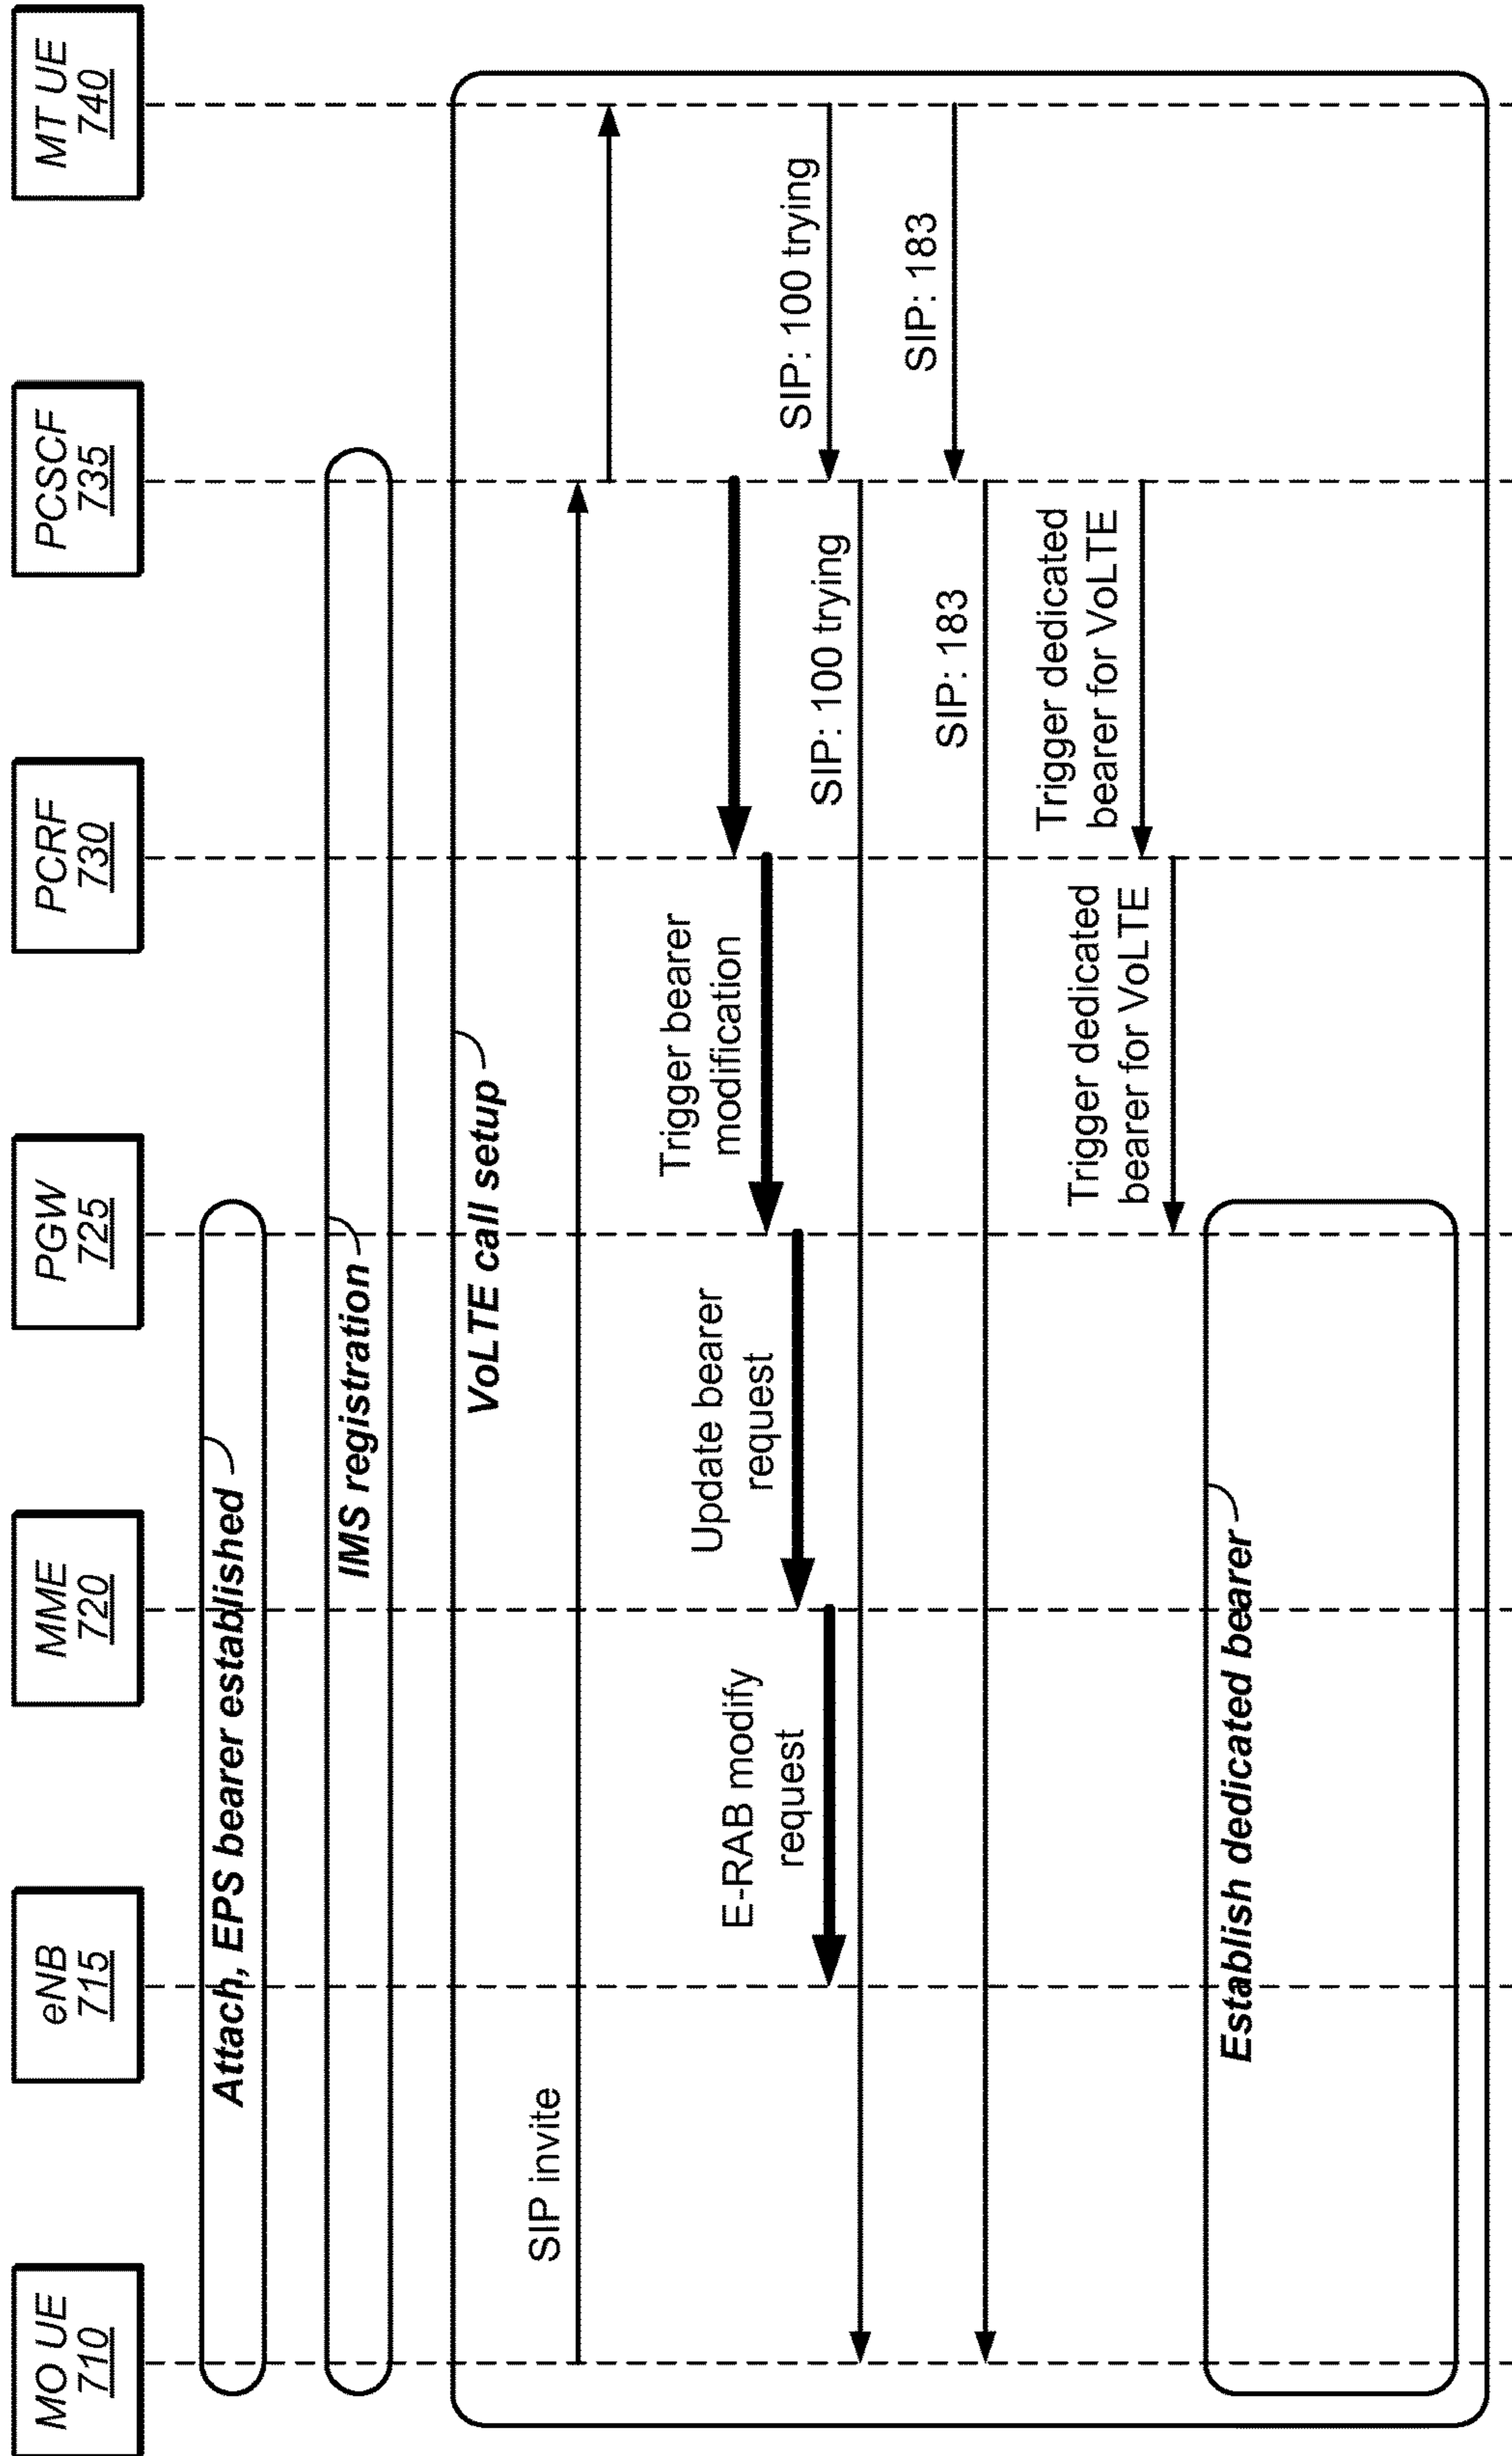 MO UE
710
eNB
715
MME
720
PGW
725
PCRF
730
PCSCF
735
MT UE
740
Attach, EPS bearer established
IMS registration
VoLTE call setup
SIP invite
Trigger bearer
modification
Update bearer
request
E-RAB modify
request
SIP: 100 trying
SIP: 100 trying
SIP: 183
SIP: 183
Trigger dedicated
bearer for VoLTE
Trigger dedicated
bearer for VoLTE
Establish dedicated bearer